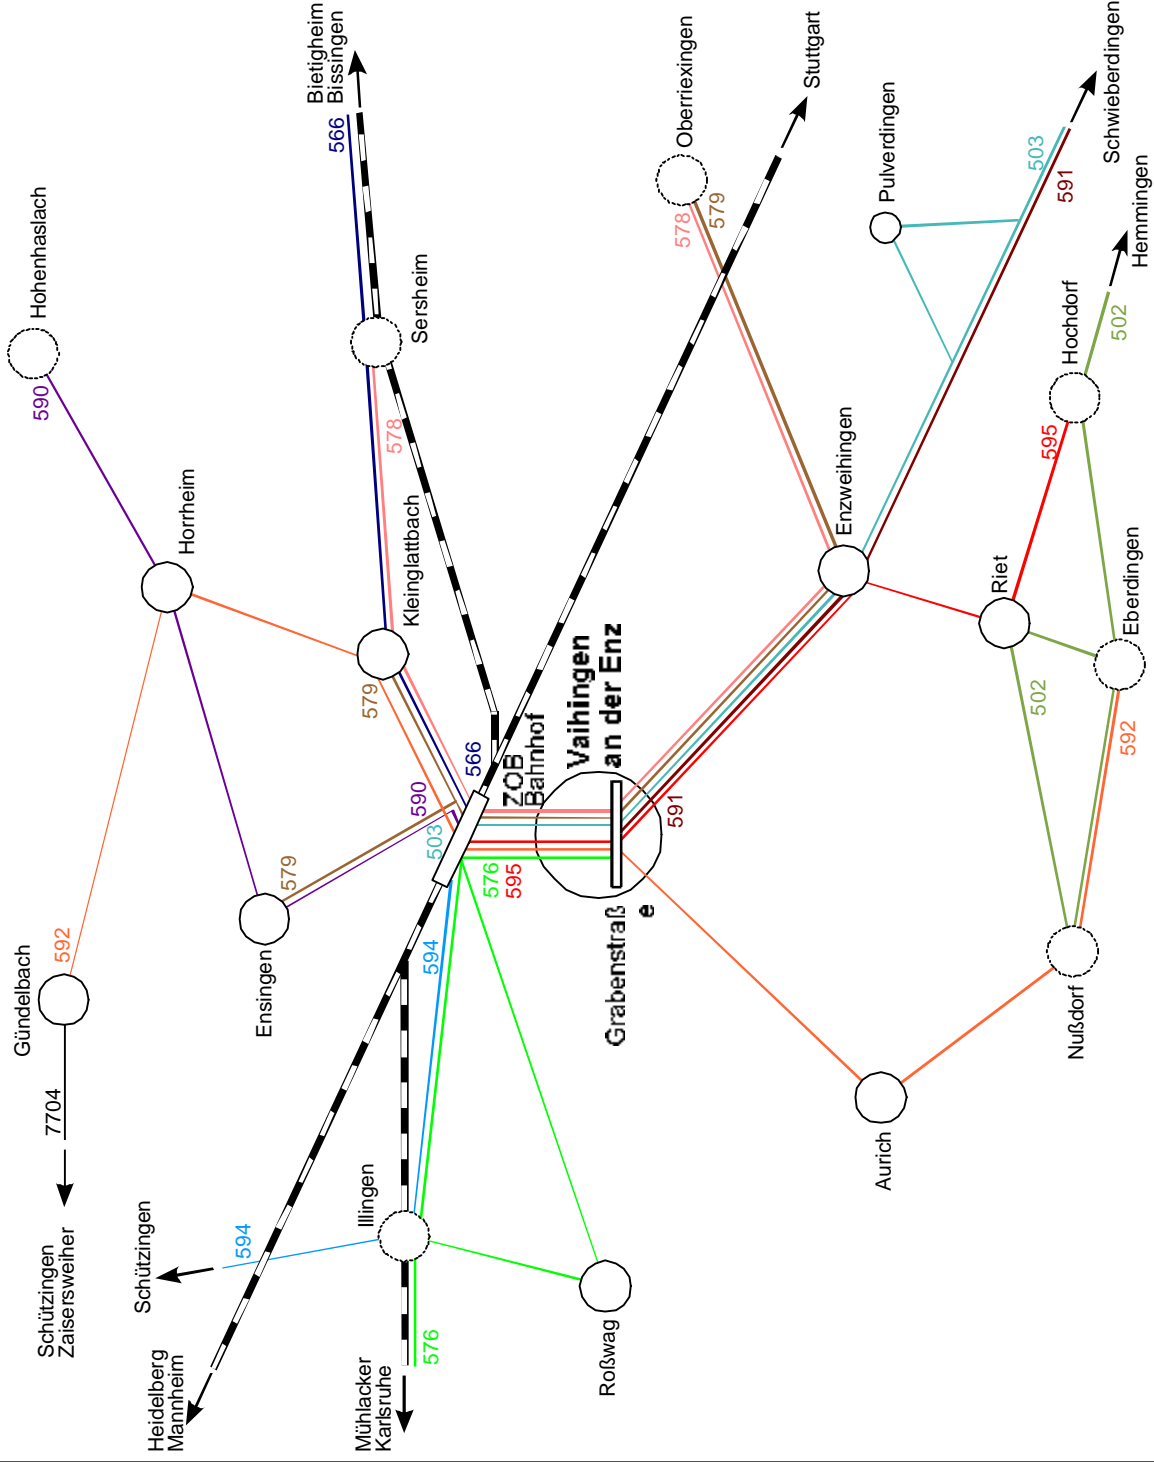 Hohenhaslach
590
Horrheim
Bietigheim
Bissingen
566
Sersheim
578
Kleinglattbach
579
Gündelbach
592
7704
Schützingen
Zaisersweiher
Ensingen
579
590
503
566
ZOB
Bahnhof
Vaihingen
an der Enz
Grabenstraß
e
576
595
591
594
Illingen
Schützingen
594
Heidelberg
Mannheim
Mühlacker
Karlsruhe
576
Roßwag
Oberriexingen
578
579
Stuttgart
Pulverdingen
503
591
Schwieberdingen
Enzweihingen
Hochdorf
595
502
Hemmingen
Riet
502
Eberdingen
592
Nußdorf
Aurich